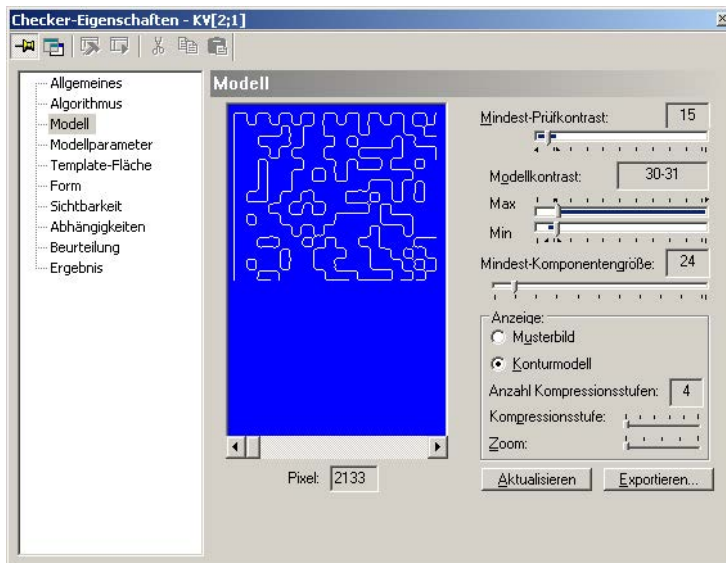 Checker-Eigenschaften - KV[2;1]
Allgemeines
Algorithmus
Modell
Modellparameter
Template-Fläche
Form
Sichtbarkeit
Abhängigkeiten
Beurteilung
Ergebnis
Modell
Mindest-Prüfkontrast: 15
Modellkontrast: 30-31
Max
Min
Mindest-Komponentengröße: 24
Anzeige:
Musterbild
Konturmodell
Anzahl Kompressionsstufen: 4
Kompressionsstufe:
Zoom:
Pixel: 2133
Aktualisieren Exportieren...